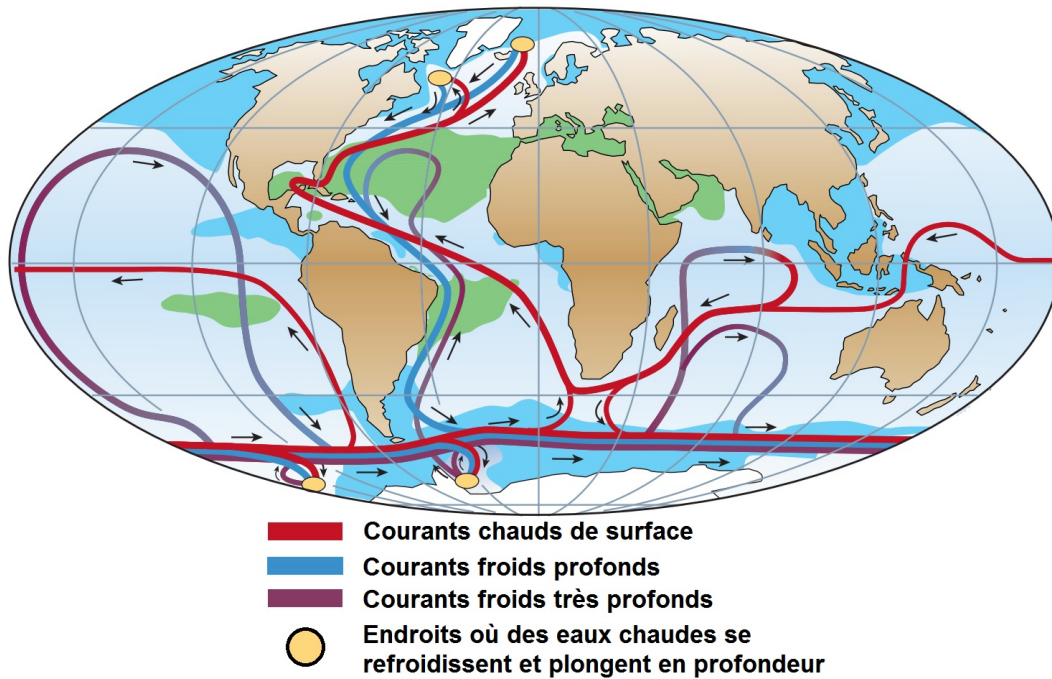 Courants chauds de surface
Courants froids profonds
Courants froids très profonds
Endroits où des eaux chaudes se
refroidissent et plongent en profondeur